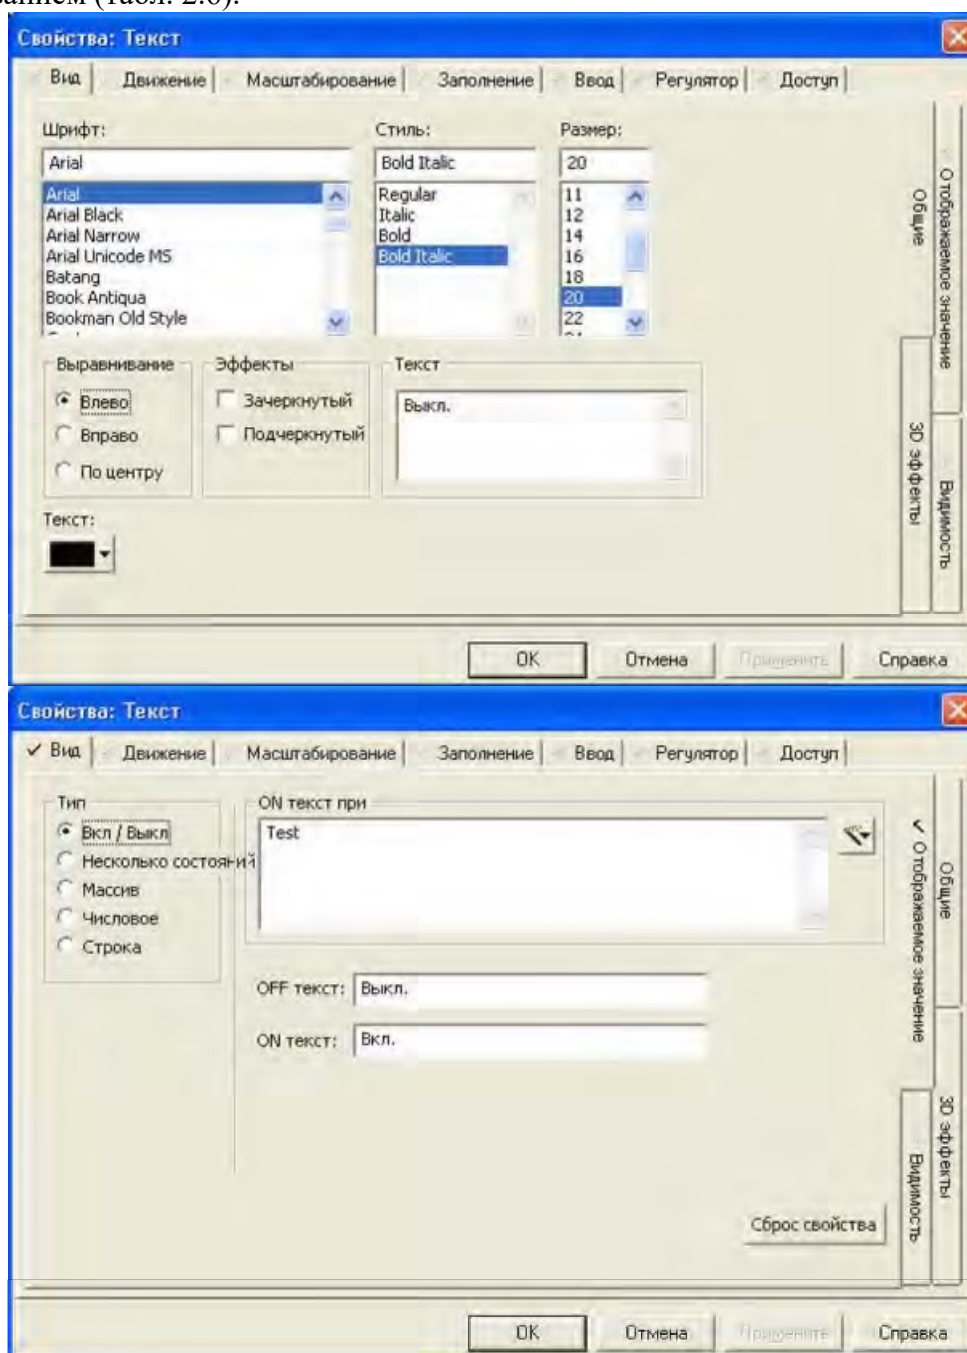 анием (табл. 2.6).
Свойства: Текст
Вид Движение Масштабирование Заполнение Ввод Регулятор Доступ
Шрифт: Стиль: Размер:
Arial Bold Italic 20
Arial Regular 11
Arial Black Italic 12
Arial Narrow Bold 14
Arial Unicode MS Bold Italic 16
Batang 18
Book Antiqua 20
Bookman Old Style 22
Выравнивание Эффекты Текст
Влево Зачеркнутый Выкл.
Вправо Подчеркнутый
По центру
Текст:
Общие
Отображаемое значение
3D эффекты
Видимость
OK Отмена Применить Справка
Свойства: Текст
Вид Движение Масштабирование Заполнение Ввод Регулятор Доступ
Тип ON текст при
Вкл / Выкл Test
Несколько состояний
Массив
Числовое
Строка
OFF текст: Выкл.
ON текст: Вкл.
Отображаемое значение
Общие
Видимость
3D эффекты
Сброс свойства
OK Отмена Применить Справка